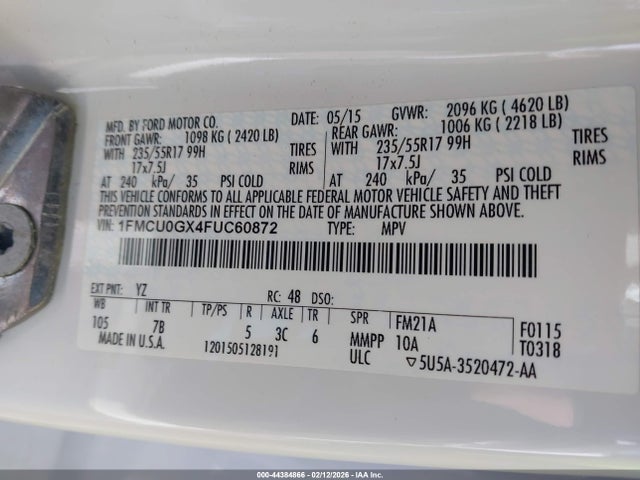 MFD. BY FORD MOTOR CO. DATE: 05/15 GVWR: 2096 KG ( 4620 LB)
FRONT GAWR: 1098 KG ( 2420 LB) REAR GAWR: 1006 KG ( 2218 LB)
WITH 235/55R17 99H TIRES WITH 235/55R17 99H TIRES
17x7.5J RIMS 17x7.5J RIMS
AT 240 kPa/ 35 PSI COLD AT 240 kPa/ 35 PSI COLD
THIS VEHICLE CONFORMS TO ALL APPLICABLE FEDERAL MOTOR VEHICLE SAFETY AND THEFT
PREVENTION STANDARDS IN EFFECT ON THE DATE OF MANUFACTURE SHOWN ABOVE.
VIN: 1FMCU0GX4FUC60872 TYPE: MPV
EXT PNT: YZ RC: 48 DSO:
WB INT TR TP/PS R AXLE TR SPR FM21A F0115
105 7B 5 3C 6 MMPP 10A T0318
MADE IN U.S.A. 1201505128191 ULC ▽5U5A-3520472-AA
000-44384866 - 02/12/2026 - IAA Inc.